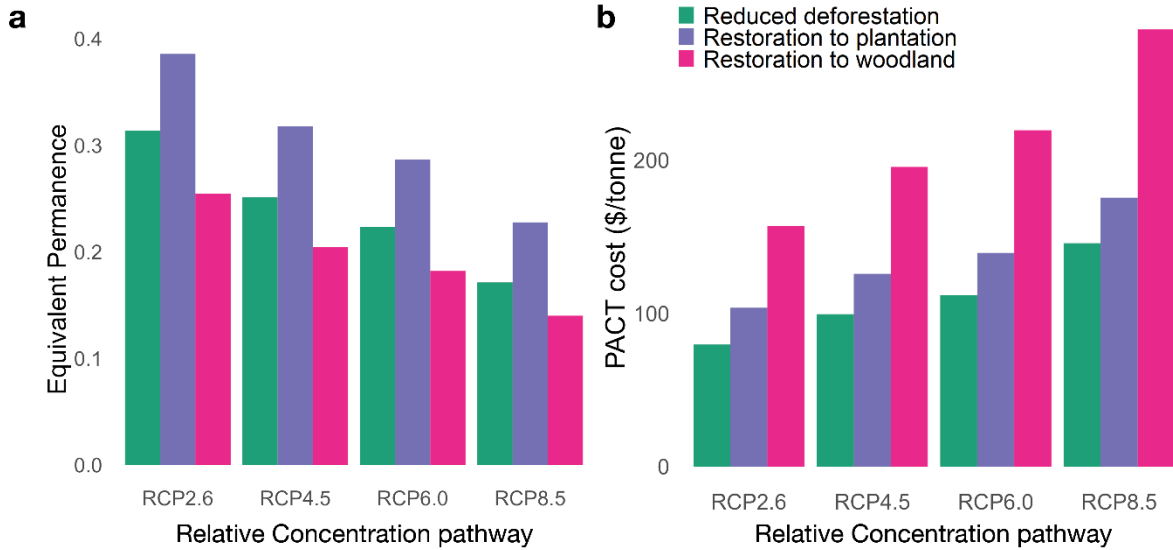 a
Equivalent Permanence
0.4
0.3
0.2
0.1
0.0
RCP2.6
RCP4.5
RCP6.0
RCP8.5
Relative Concentration pathway
b
Reduced deforestation
Restoration to plantation
Restoration to woodland
PACT cost ($/tonne)
200
100
0
RCP2.6
RCP4.5
RCP6.0
RCP8.5
Relative Concentration pathway